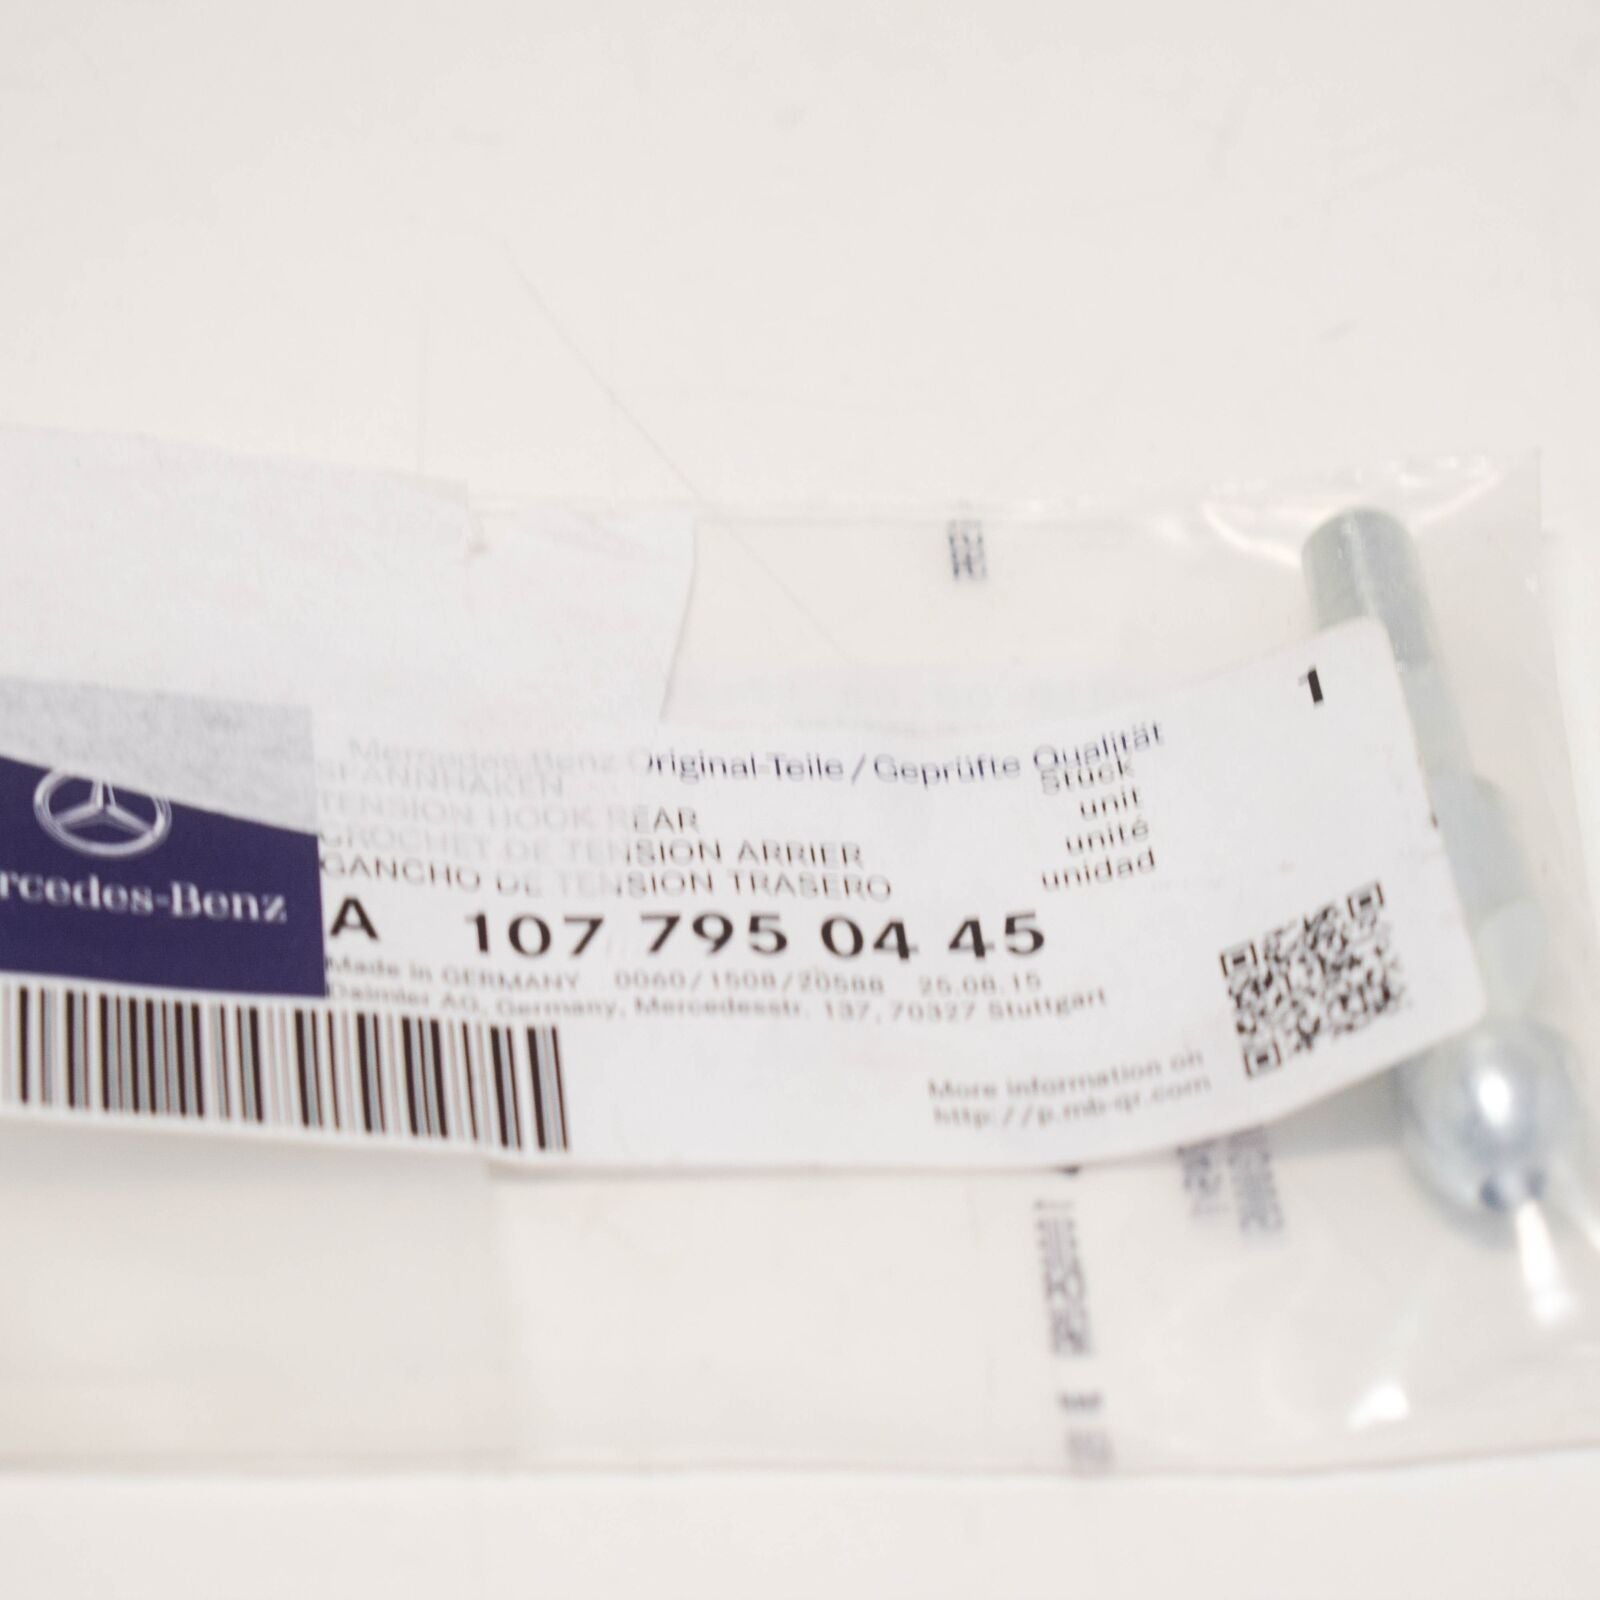 1
Mercedes-Benz Original-Teile/Geprüfte Qualität
SPANNHAKEN Stück
TENSION HOOK REAR unit
CROCHET DE TENSION ARRIER unité
GANCHO DE TENSION TRASERO unidad
rcedes-Benz
A 107 795 04 45
Made in GERMANY 0060/1508/20588 25.08.15
Daimler AG, Germany, Mercedesstr. 137, 70327 Stuttgart
More information on
http://p.mb-qr.com